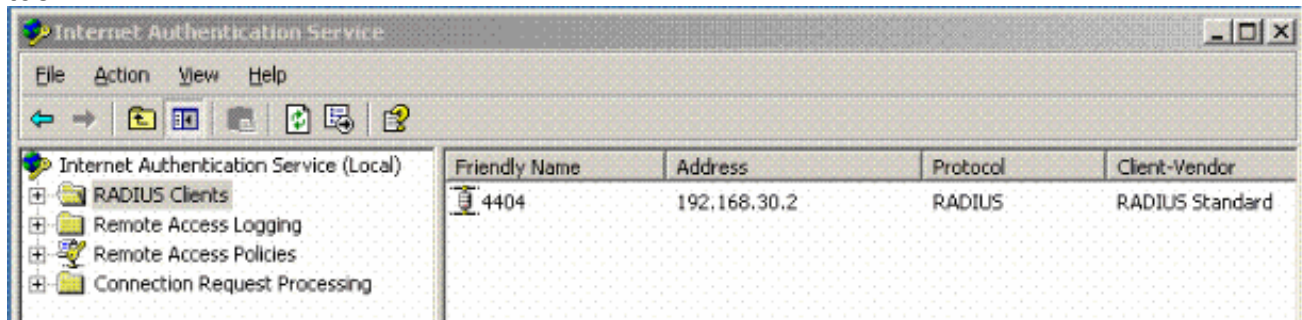 Internet Authentication Service
File Action View Help
Internet Authentication Service (Local)
RADIUS Clients
Remote Access Logging
Remote Access Policies
Connection Request Processing
Friendly Name Address Protocol Client-Vendor
4404 192.168.30.2 RADIUS RADIUS Standard